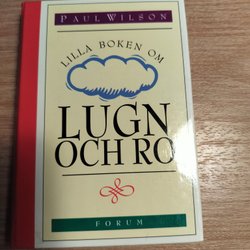 PAUL WILSON
LILLA BOKEN OM
LUGN
OCH RO
FORUM